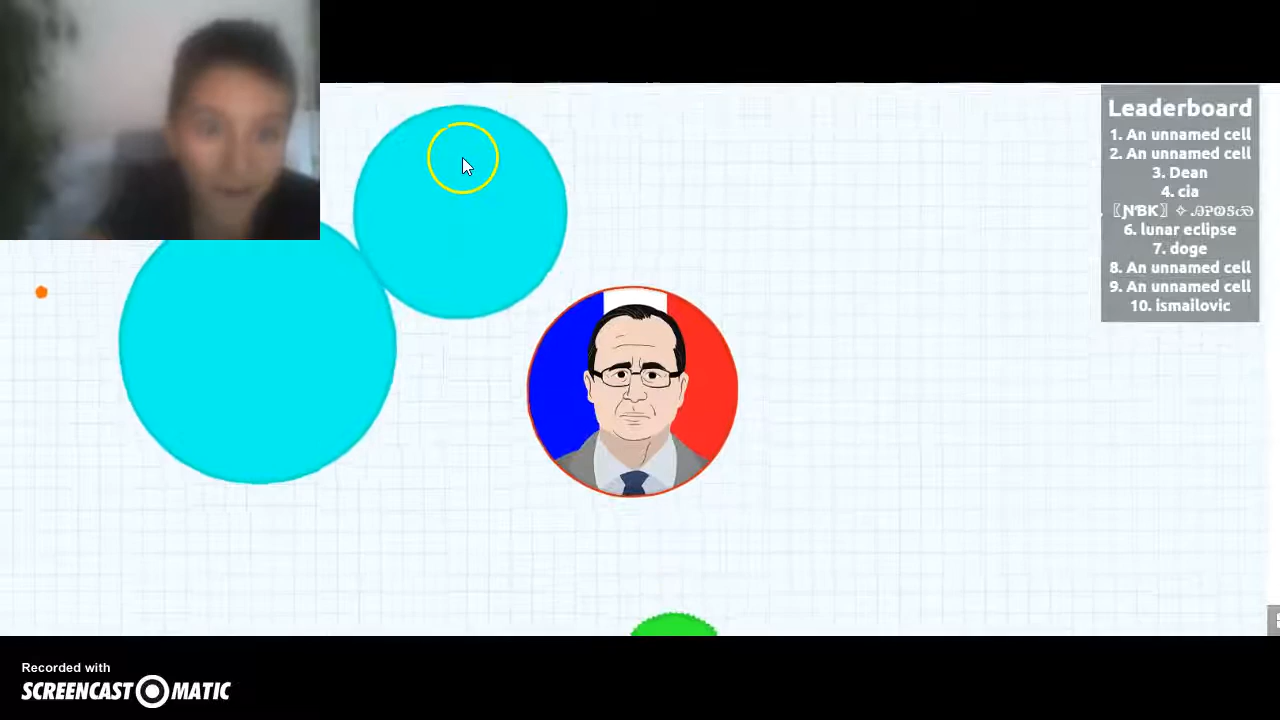 Leaderboard
1. An unnamed cell
2. An unnamed cell
3. Dean
4. cia
6. lunar eclipse
7. doge
8. An unnamed cell
9. An unnamed cell
10. ismailovic
Recorded with
SCREENCAST MATIC